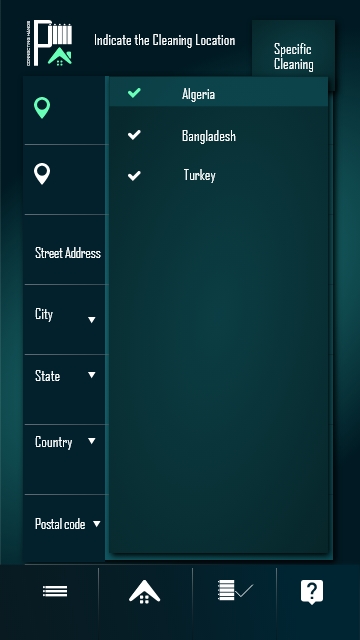 Indicate the Cleaning Location
Specific
Cleaning
Algeria
Bangladesh
Turkey
Street Address
City
State
Country
Postal code